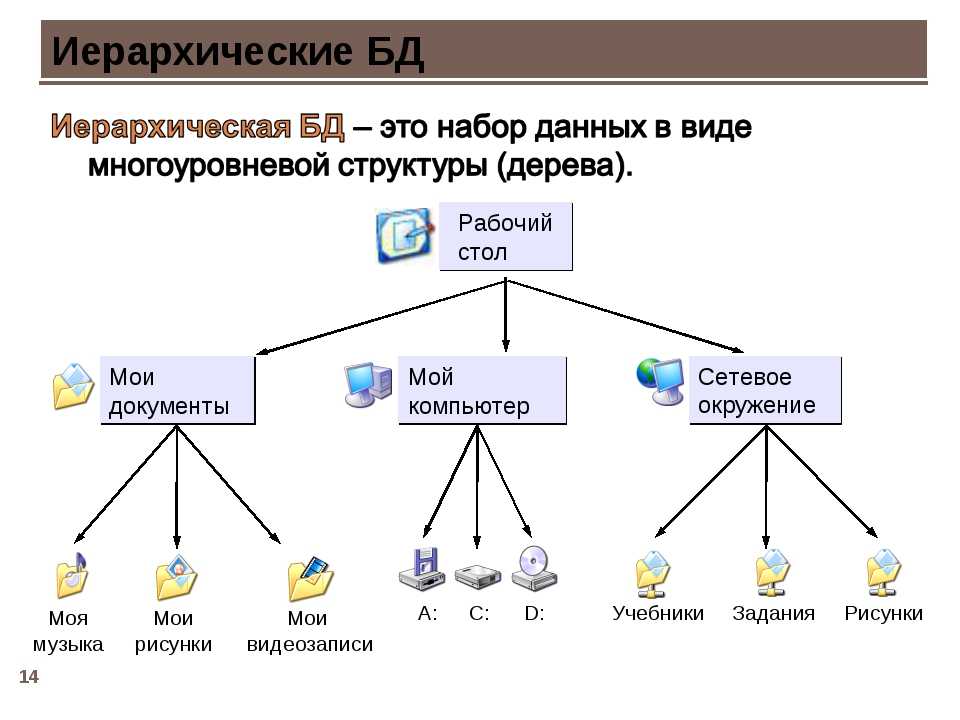 Иерархические БД
Иерархическая БД – это набор данных в виде
многоуровневой структуры (дерева).
Рабочий
стол
Мои
документы
Мой
компьютер
Сетевое
окружение
Моя
музыка
Мои
рисунки
Мои
видеозаписи
A:
C:
D:
Учебники
Задания
Рисунки
14